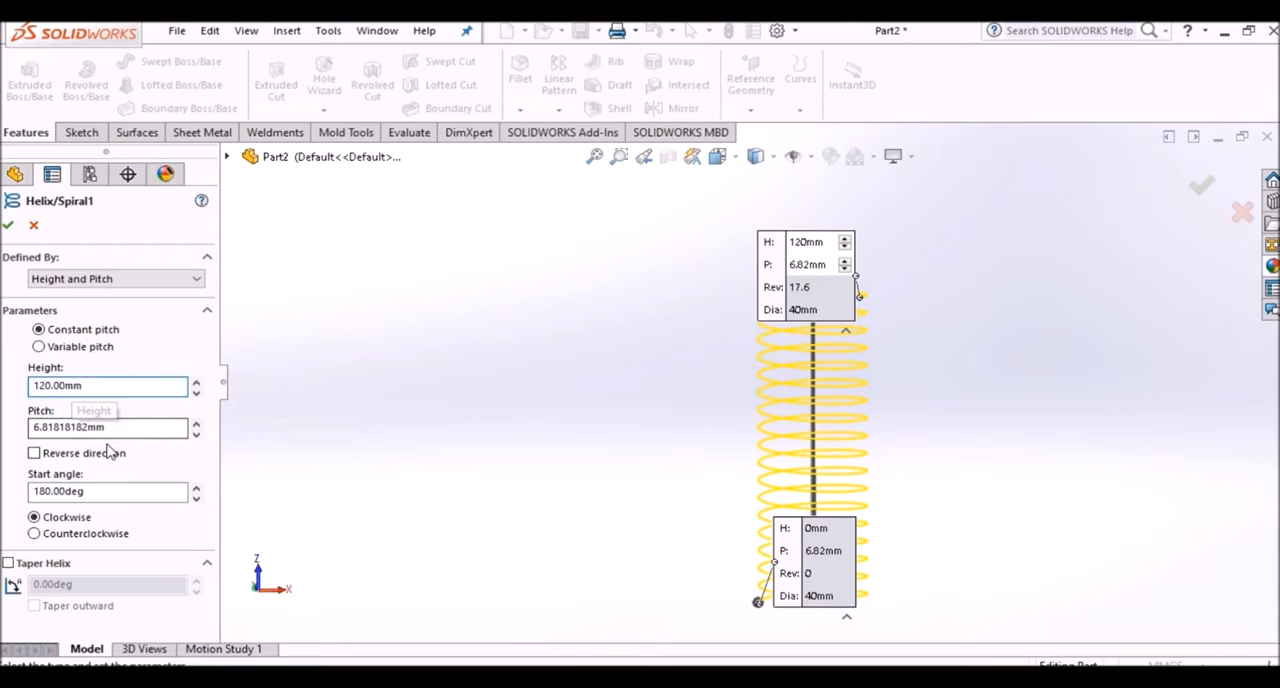 SOLIDWORKS File Edit View Insert Tools Window Help Part2 * Search SOLIDWORKS Help ?
Extruded Boss/Base
Revolved Boss/Base
Swept Boss/Base
Lofted Boss/Base
Boundary Boss/Base
Extruded Cut
Hole Wizard
Revolved Cut
Swept Cut
Lofted Cut
Boundary Cut
Fillet
Linear Pattern
Rib
Draft
Shell
Wrap
Intersect
Mirror
Reference Geometry
Curves
Instant3D
Features Sketch Surfaces Sheet Metal Weldments Mold Tools Evaluate DimXpert SOLIDWORKS Add-Ins SOLIDWORKS MBD
Part2 (Default<<Default>...
Helix/Spiral1
Defined By:
Height and Pitch
Parameters
Constant pitch
Variable pitch
Height:
120.00mm
Pitch:
Height
6.81818182mm
Reverse direction
Start angle:
180.00deg
Clockwise
Counterclockwise
Taper Helix
0.00deg
Taper outward
H: 120mm
P: 6.82mm
Rev: 17.6
Dia: 40mm
H: 0mm
P: 6.82mm
Rev: 0
Dia: 40mm
Z
X
Model 3D Views Motion Study 1